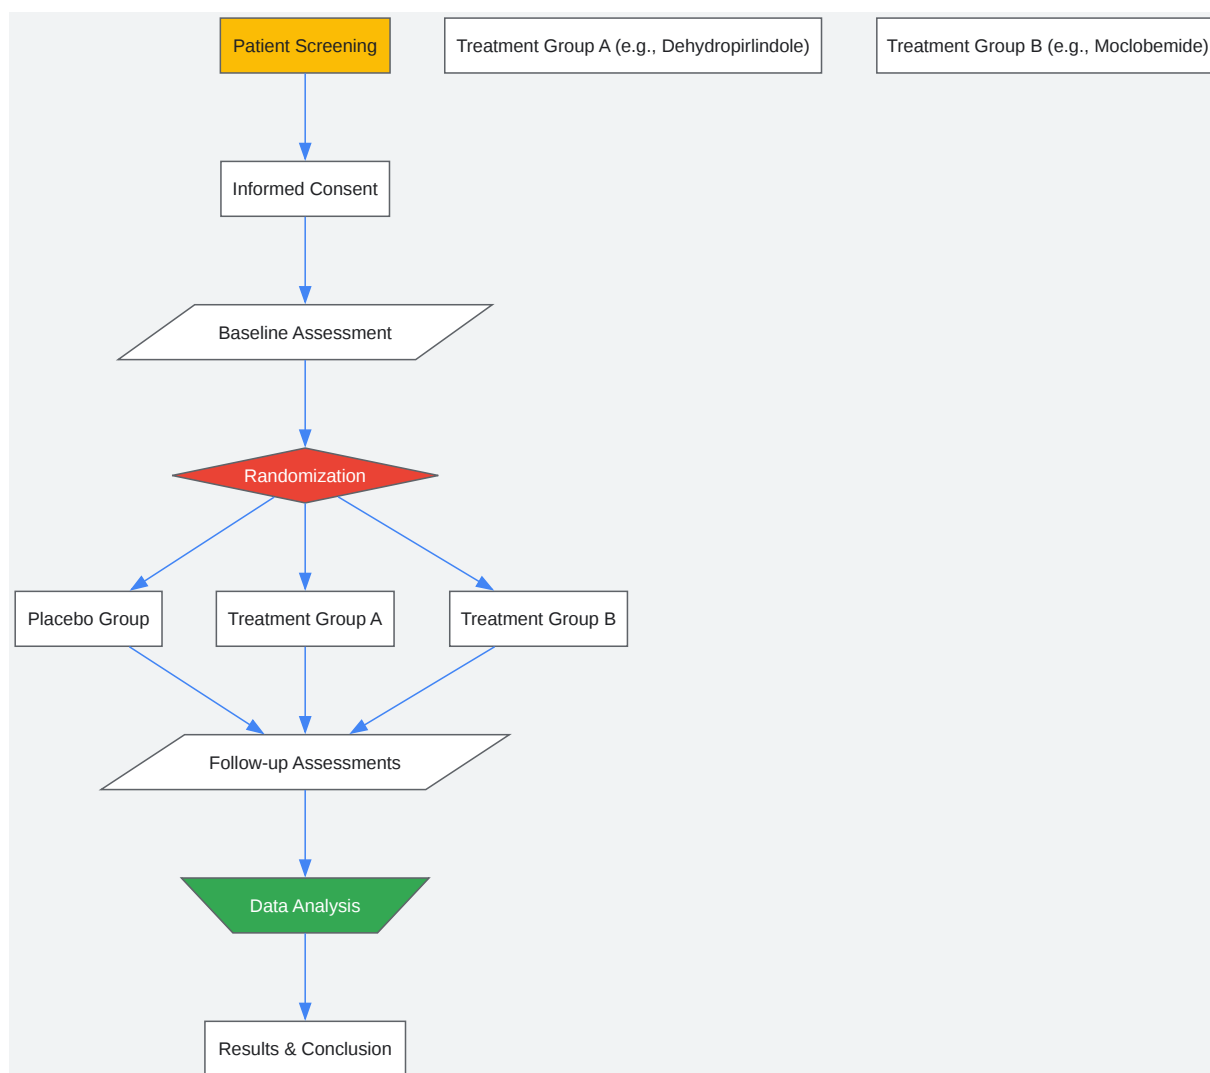 Patient Screening
Treatment Group A (e.g., Dehydropirlindole)
Treatment Group B (e.g., Moclobemide)
Informed Consent
Baseline Assessment
Randomization
Placebo Group
Treatment Group A
Treatment Group B
Follow-up Assessments
Data Analysis
Results & Conclusion